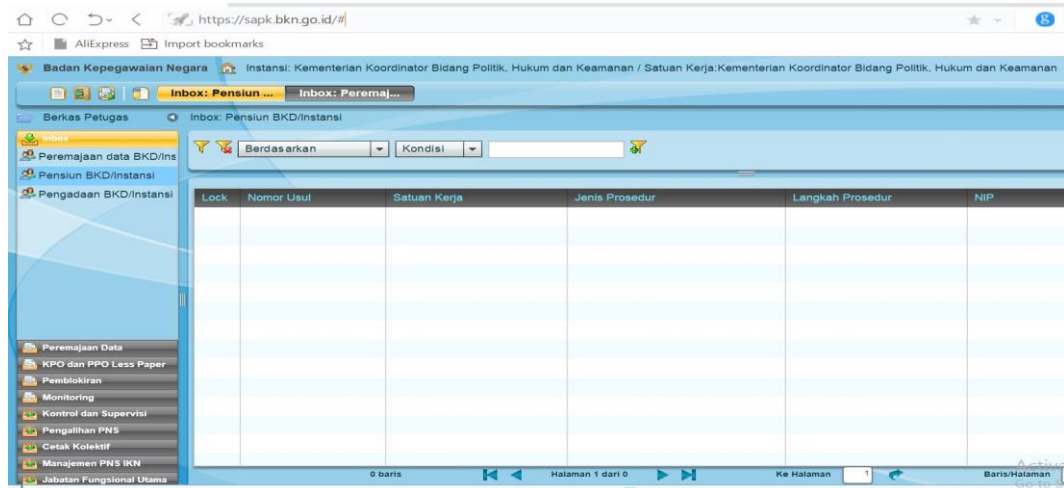 https://sapk.bkn.go.id/#
AliExpress Import bookmarks
Badan Kepegawaian Negara Instansi: Kementerian Koordinator Bidang Politik, Hukum dan Keamanan / Satuan Kerja:Kementerian Koordinator Bidang Politik, Hukum dan Keamanan
Inbox: Pensiun ... Inbox: Peremaj...
Berkas Petugas Inbox: Pensiun BKD/Instansi
Inbox
Berdasarkan Kondisi
Peremajaan data BKD/Ins
Pensiun BKD/Instansi
Pengadaan BKD/Instansi
Lock Nomor Usul Satuan Kerja Jenis Prosedur Langkah Prosedur NIP
Peremajaan Data
KPO dan PPO Less Paper
Pemblokiran
Monitoring
Kontrol dan Supervisi
Pengalihan PNS
Cetak Kolektif
Manajemen PNS IKN
Jabatan Fungsional Utama
0 baris Halaman 1 dari 0 Ke Halaman 1 Baris/Halaman